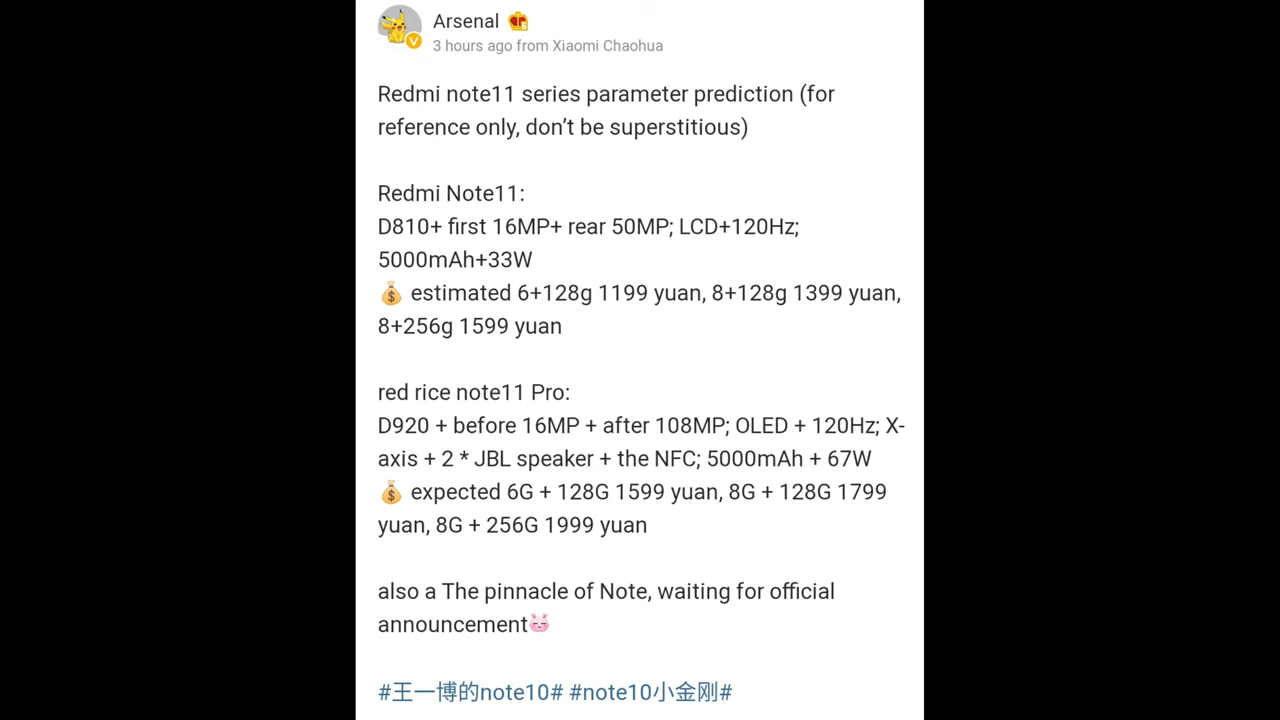 Arsenal
3 hours ago from Xiaomi Chaohua
Redmi note11 series parameter prediction (for
reference only, don’t be superstitious)
Redmi Note11:
D810+ first 16MP+ rear 50MP; LCD+120Hz;
5000mAh+33W
💰 estimated 6+128g 1199 yuan, 8+128g 1399 yuan,
8+256g 1599 yuan
red rice note11 Pro:
D920 + before 16MP + after 108MP; OLED + 120Hz; X-
axis + 2 * JBL speaker + the NFC; 5000mAh + 67W
💰 expected 6G + 128G 1599 yuan, 8G + 128G 1799
yuan, 8G + 256G 1999 yuan
also a The pinnacle of Note, waiting for official
announcement
#王一博的note10# #note10小金刚#